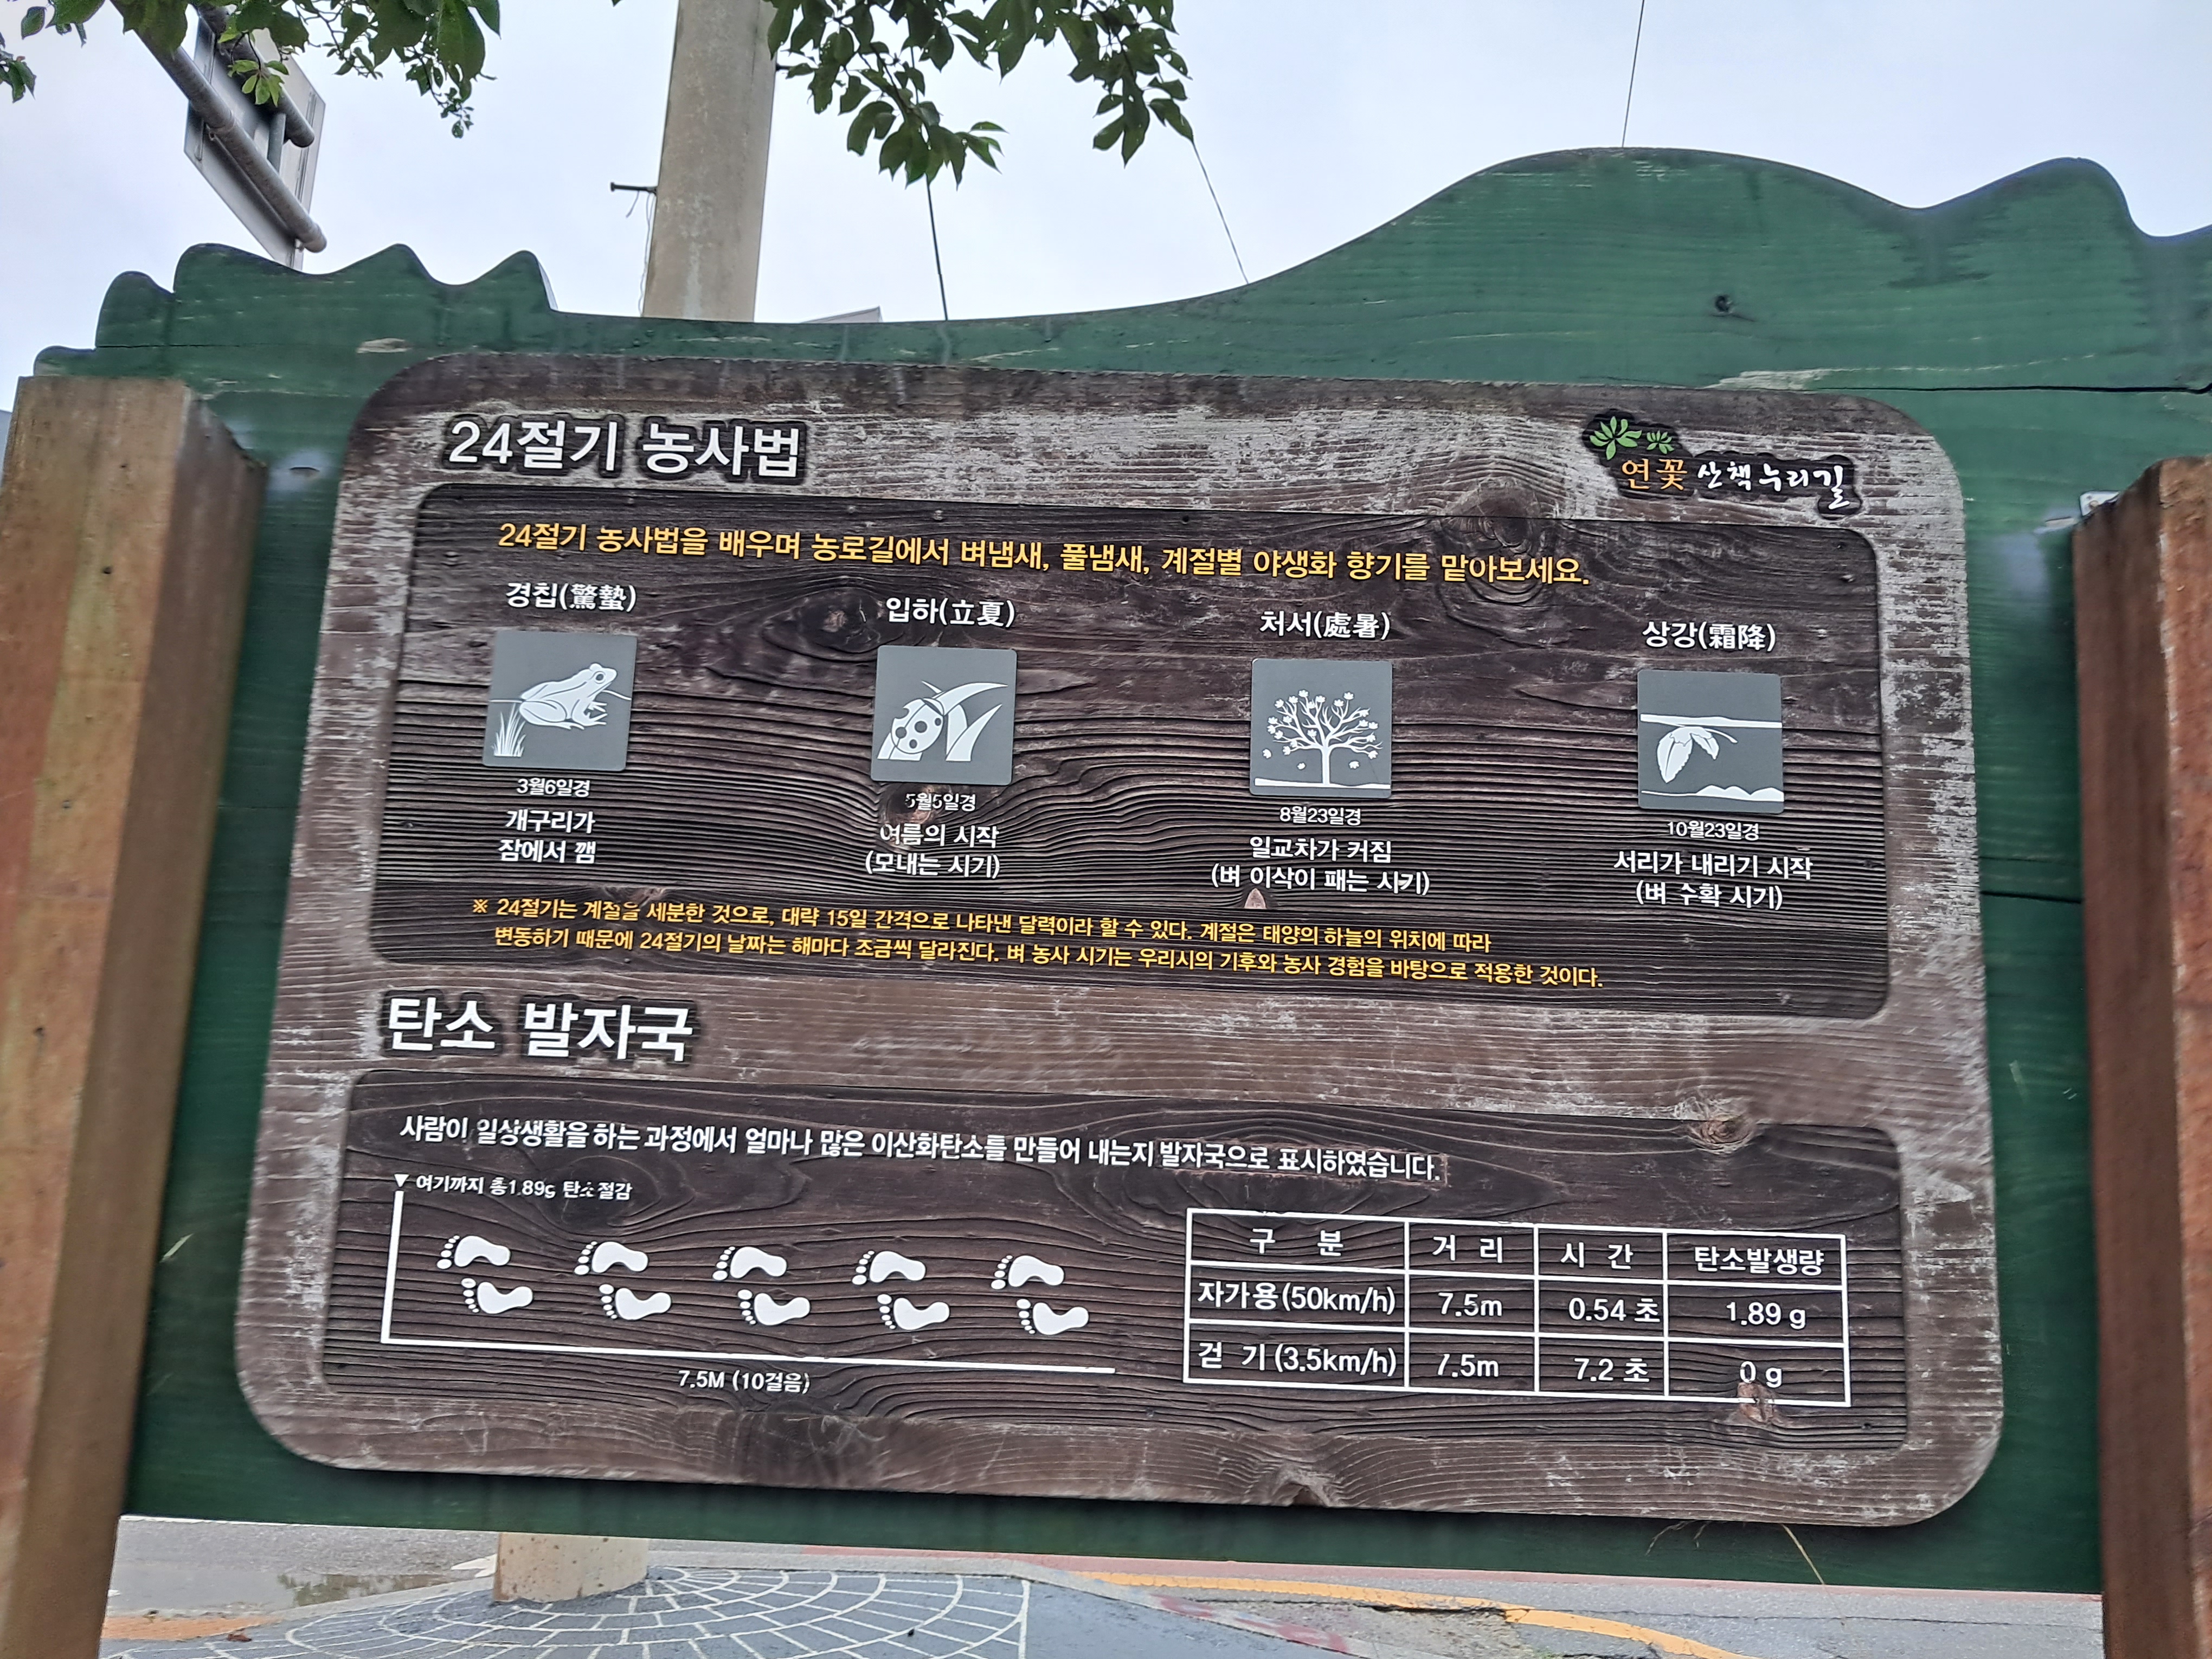 24절기 농사법
연꽃 산책누리길
24절기 농사법을 배우며 농로길에서 벼냄새, 풀냄새, 계절별 야생화 향기를 맡아보세요.
경칩(驚蟄)
3월6일경
개구리가
잠에서 깸
입하(立夏)
5월5일경
여름의 시작
(모내는 시기)
처서(處暑)
8월23일경
일교차가 커짐
(벼 이삭이 패는 시기)
상강(霜降)
10월23일경
서리가 내리기 시작
(벼 수확 시기)
※ 24절기는 계절을 세분한 것으로, 대략 15일 간격으로 나타낸 달력이라 할 수 있다. 계절은 태양의 하늘의 위치에 따라
변동하기 때문에 24절기의 날짜는 해마다 조금씩 달라진다. 벼 농사 시기는 우리시의 기후와 농사 경험을 바탕으로 적용한 것이다.
탄소 발자국
사람이 일상생활을 하는 과정에서 얼마나 많은 이산화탄소를 만들어 내는지 발자국으로 표시하였습니다.
▼ 여기까지 총1.89g 탄소절감
7.5M (10걸음)
구 분 거 리 시 간 탄소발생량
자가용(50km/h) 7.5m 0.54 초 1.89 g
걷 기(3.5km/h) 7.5m 7.2 초 0 g